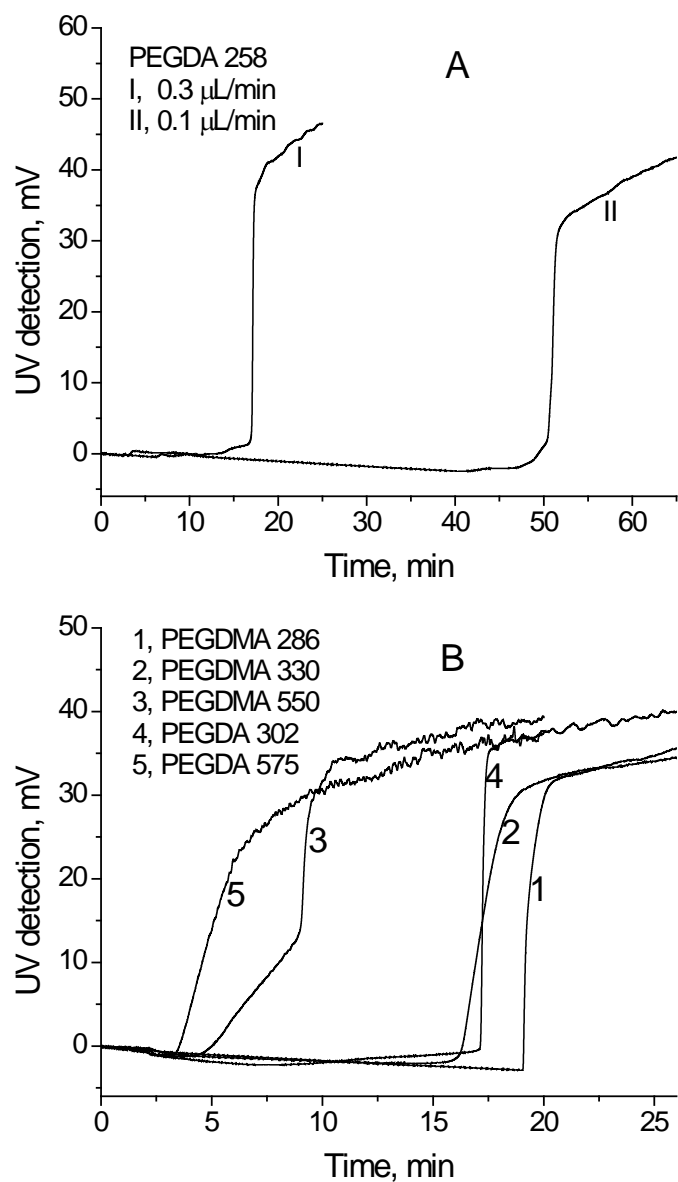 PEGDA 258
I, 0.3 μL/min
II, 0.1 μL/min
A
I
II
UV detection, mV
60
50
40
30
20
10
0
0 10 20 30 40 50 60
Time, min
1, PEGDMA 286
2, PEGDMA 330
3, PEGDMA 550
4, PEGDA 302
5, PEGDA 575
B
4
2
3
1
5
UV detection, mV
50
40
30
20
10
0
0 5 10 15 20 25
Time, min